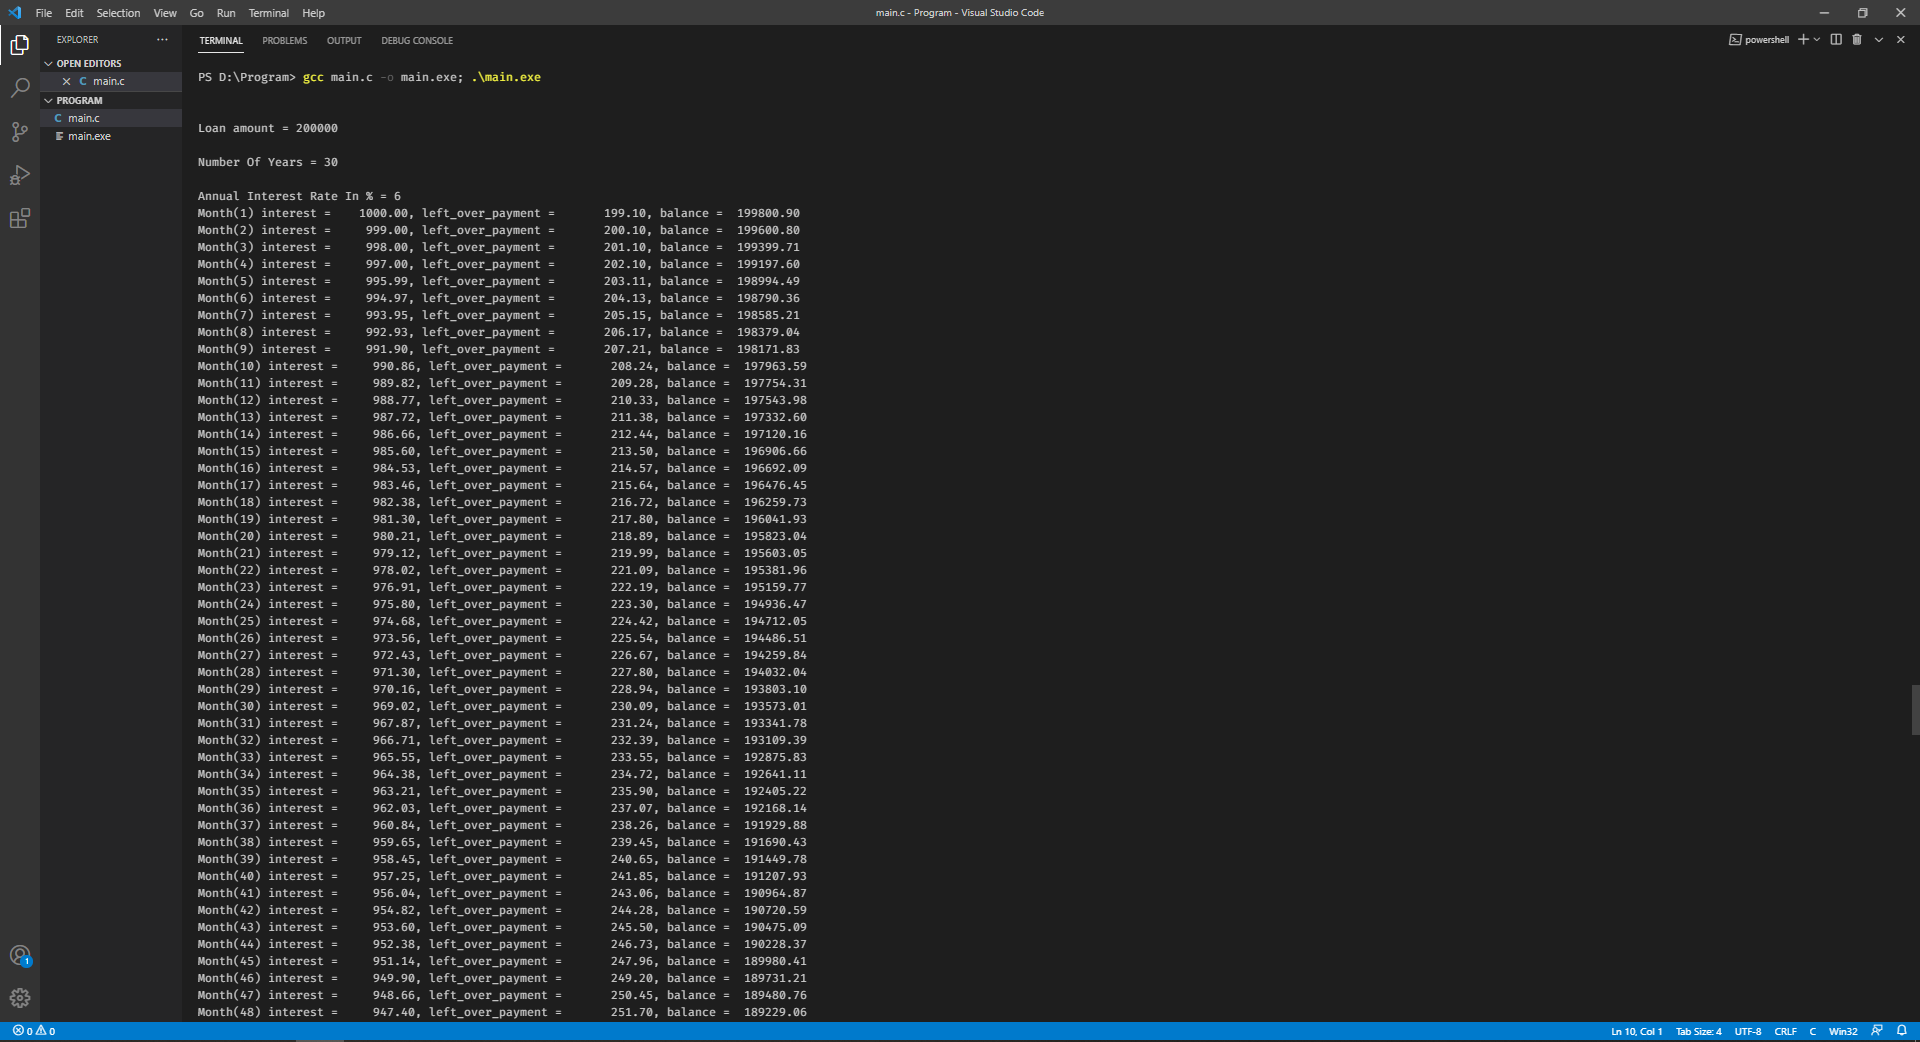 File Edit Selection View Go Run Terminal Help
main.c - Program - Visual Studio Code
EXPLORER
OPEN EDITORS
C main.c
PROGRAM
C main.c
main.exe
TERMINAL PROBLEMS OUTPUT DEBUG CONSOLE
powershell
PS D:\Program> gcc main.c -o main.exe; .\main.exe
Loan amount = 200000
Number Of Years = 30
Annual Interest Rate In % = 6
Month(1) interest = 1000.00, left_over_payment = 199.10, balance = 199800.90
Month(2) interest = 999.00, left_over_payment = 200.10, balance = 199600.80
Month(3) interest = 998.00, left_over_payment = 201.10, balance = 199399.71
Month(4) interest = 997.00, left_over_payment = 202.10, balance = 199197.60
Month(5) interest = 995.99, left_over_payment = 203.11, balance = 198994.49
Month(6) interest = 994.97, left_over_payment = 204.13, balance = 198790.36
Month(7) interest = 993.95, left_over_payment = 205.15, balance = 198585.21
Month(8) interest = 992.93, left_over_payment = 206.17, balance = 198379.04
Month(9) interest = 991.90, left_over_payment = 207.21, balance = 198171.83
Month(10) interest = 990.86, left_over_payment = 208.24, balance = 197963.59
Month(11) interest = 989.82, left_over_payment = 209.28, balance = 197754.31
Month(12) interest = 988.77, left_over_payment = 210.33, balance = 197543.98
Month(13) interest = 987.72, left_over_payment = 211.38, balance = 197332.60
Month(14) interest = 986.66, left_over_payment = 212.44, balance = 197120.16
Month(15) interest = 985.60, left_over_payment = 213.50, balance = 196906.66
Month(16) interest = 984.53, left_over_payment = 214.57, balance = 196692.09
Month(17) interest = 983.46, left_over_payment = 215.64, balance = 196476.45
Month(18) interest = 982.38, left_over_payment = 216.72, balance = 196259.73
Month(19) interest = 981.30, left_over_payment = 217.80, balance = 196041.93
Month(20) interest = 980.21, left_over_payment = 218.89, balance = 195823.04
Month(21) interest = 979.12, left_over_payment = 219.99, balance = 195603.05
Month(22) interest = 978.02, left_over_payment = 221.09, balance = 195381.96
Month(23) interest = 976.91, left_over_payment = 222.19, balance = 195159.77
Month(24) interest = 975.80, left_over_payment = 223.30, balance = 194936.47
Month(25) interest = 974.68, left_over_payment = 224.42, balance = 194712.05
Month(26) interest = 973.56, left_over_payment = 225.54, balance = 194486.51
Month(27) interest = 972.43, left_over_payment = 226.67, balance = 194259.84
Month(28) interest = 971.30, left_over_payment = 227.80, balance = 194032.04
Month(29) interest = 970.16, left_over_payment = 228.94, balance = 193803.10
Month(30) interest = 969.02, left_over_payment = 230.09, balance = 193573.01
Month(31) interest = 967.87, left_over_payment = 231.24, balance = 193341.78
Month(32) interest = 966.71, left_over_payment = 232.39, balance = 193109.39
Month(33) interest = 965.55, left_over_payment = 233.55, balance = 192875.83
Month(34) interest = 964.38, left_over_payment = 234.72, balance = 192641.11
Month(35) interest = 963.21, left_over_payment = 235.90, balance = 192405.22
Month(36) interest = 962.03, left_over_payment = 237.07, balance = 192168.14
Month(37) interest = 960.84, left_over_payment = 238.26, balance = 191929.88
Month(38) interest = 959.65, left_over_payment = 239.45, balance = 191690.43
Month(39) interest = 958.45, left_over_payment = 240.65, balance = 191449.78
Month(40) interest = 957.25, left_over_payment = 241.85, balance = 191207.93
Month(41) interest = 956.04, left_over_payment = 243.06, balance = 190964.87
Month(42) interest = 954.82, left_over_payment = 244.28, balance = 190720.59
Month(43) interest = 953.60, left_over_payment = 245.50, balance = 190475.09
Month(44) interest = 952.38, left_over_payment = 246.73, balance = 190228.37
Month(45) interest = 951.14, left_over_payment = 247.96, balance = 189980.41
Month(46) interest = 949.90, left_over_payment = 249.20, balance = 189731.21
Month(47) interest = 948.66, left_over_payment = 250.45, balance = 189480.76
Month(48) interest = 947.40, left_over_payment = 251.70, balance = 189229.06
1
0 0
Ln 10, Col 1 Tab Size: 4 UTF-8 CRLF C Win32